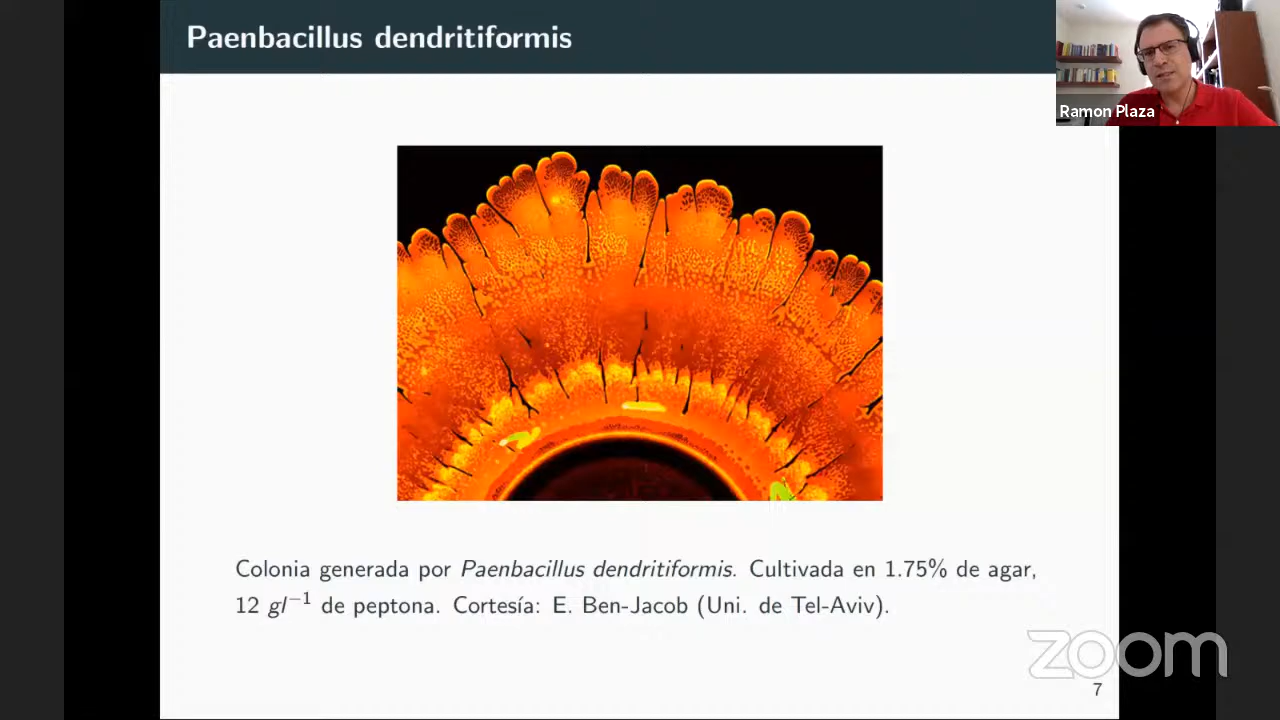 Paenbacillus dendritiformis
Ramon Plaza
Colonia generada por Paenbacillus dendritiformis. Cultivada en 1.75% de agar,
12 gl⁻¹ de peptona. Cortesía: E. Ben-Jacob (Uni. de Tel-Aviv).
zoom
7